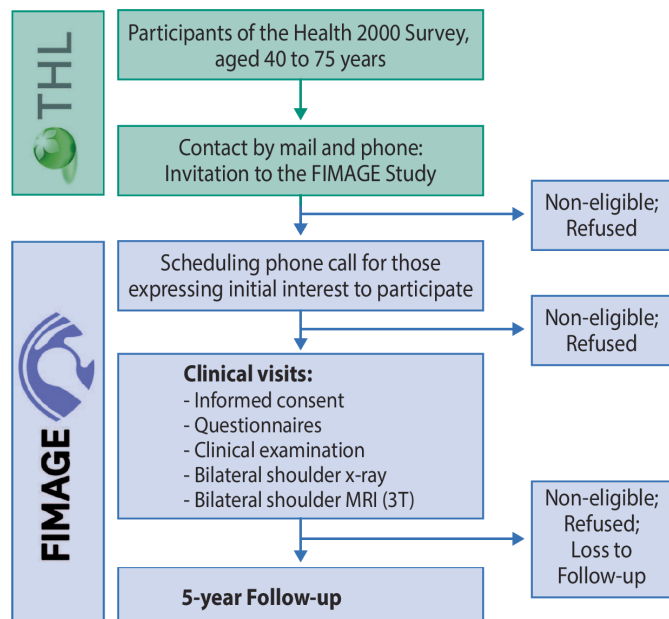 THL
Participants of the Health 2000 Survey,
aged 40 to 75 years
Contact by mail and phone:
Invitation to the FIMAGE Study
Non-eligible;
Refused
FIMAGE
Scheduling phone call for those
expressing initial interest to participate
Non-eligible;
Refused
Clinical visits:
- Informed consent
- Questionnaires
- Clinical examination
- Bilateral shoulder x-ray
- Bilateral shoulder MRI (3T)
Non-eligible;
Refused;
Loss to
Follow-up
5-year Follow-up